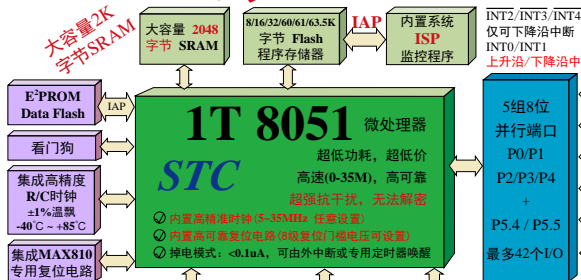 大容量2K
字节SRAM
大容量 2048
字节 SRAM
8/16/32/60/61/63.5K
字节 Flash
程序存储器
IAP
内置系统
ISP
监控程序
INT2/INT3/INT4
仅可下降沿中断
INT0/INT1
上升沿/下降沿中
E²PROM
Data Flash
IAP
看门狗
集成高精度
R/C时钟
±1%温飘
-40℃~+85℃
集成MAX810
专用复位电路
1T 8051 微处理器
STC
超低功耗，超低价
高速(0-35M)，高可靠
超强抗干扰，无法解密
内置高精准时钟(5~35MHz 任意设置)
内置高可靠复位电路(8级复位门槛电压可设置)
掉电模式：<0.1uA，可由外中断或专用定时器唤醒
5组8位
并行端口
P0/P1
P2/P3/P4
+
P5.4 / P5.5
最多42个I/O